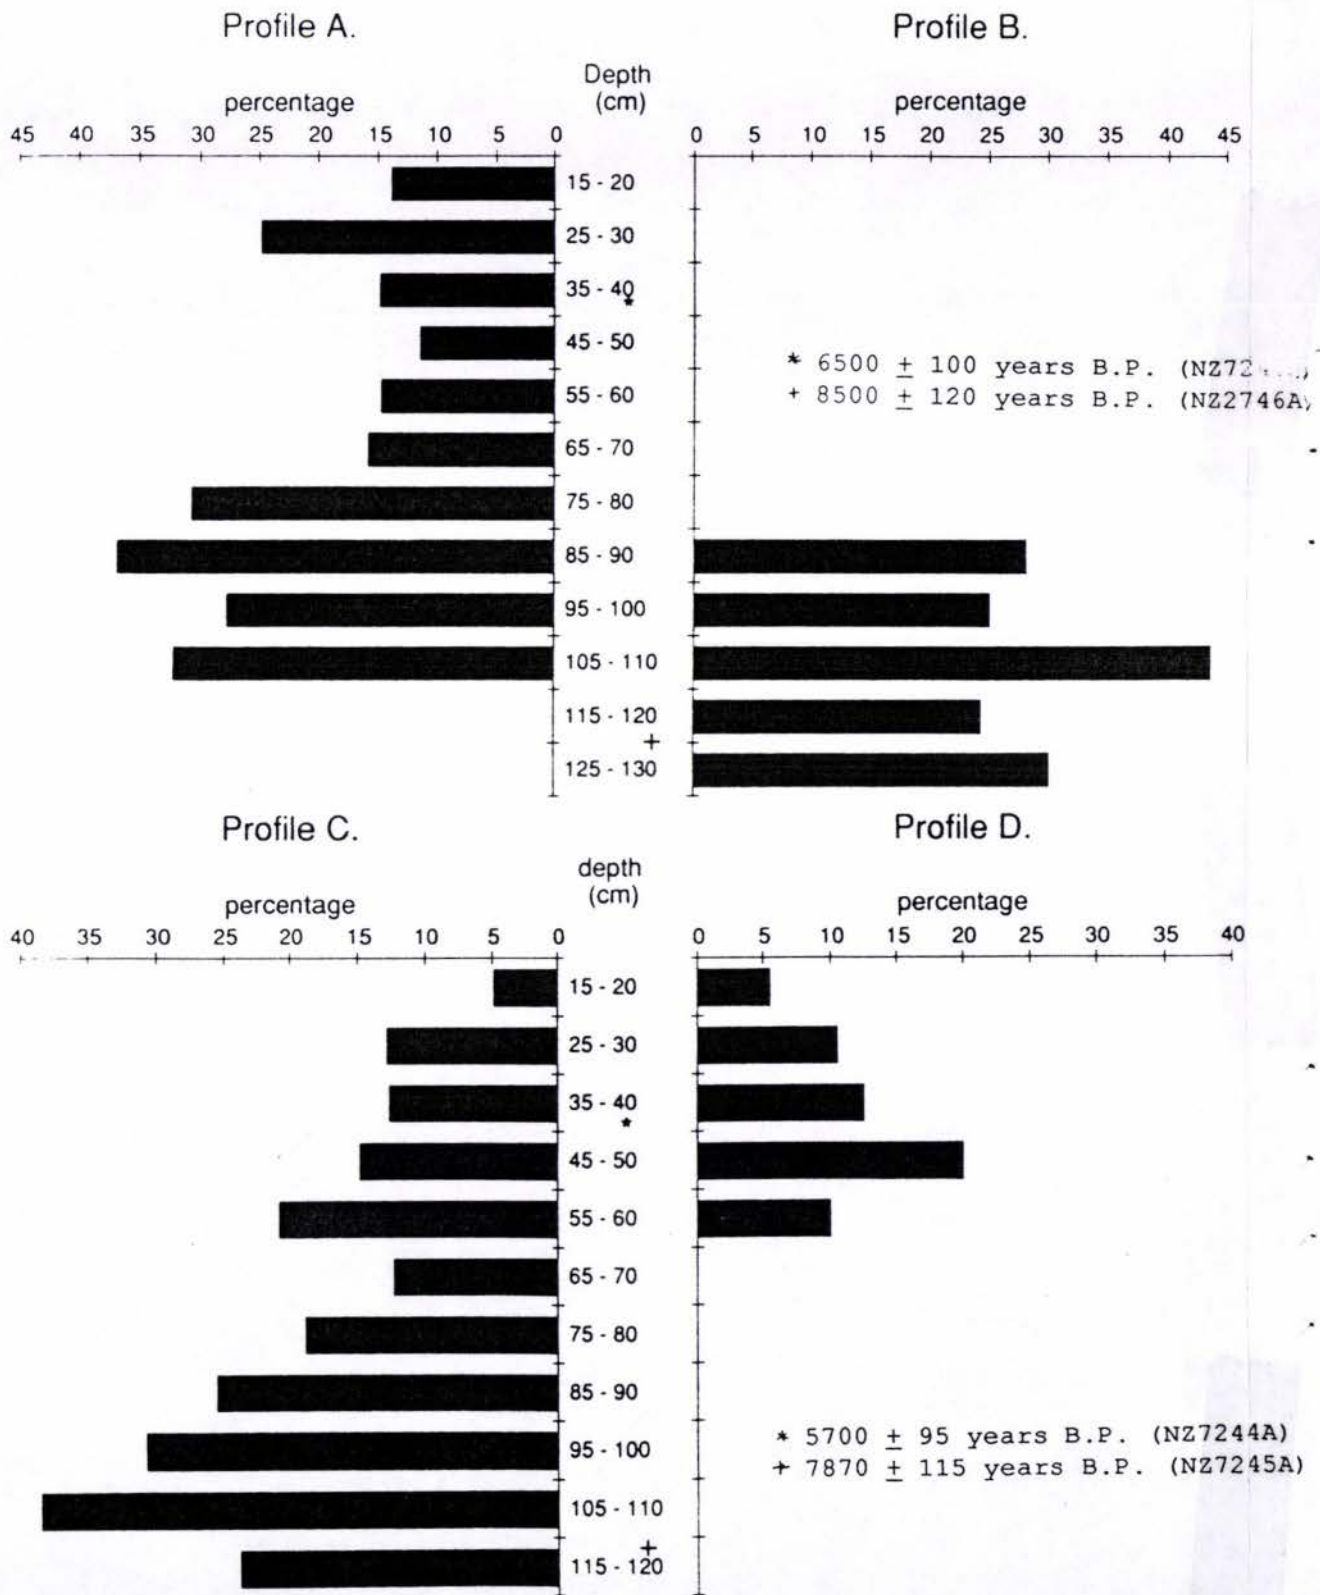 Profile A.
Profile B.
Depth
(cm)
percentage
percentage
45 40 35 30 25 20 15 10 5 0
0 5 10 15 20 25 30 35 40 45
15 - 20
25 - 30
35 - 40
*
45 - 50
* 6500 ± 100 years B.P.
55 - 60
+ 8500 ± 120 years B.P. (NZ2746A)
65 - 70
75 - 80
85 - 90
95 - 100
105 - 110
115 - 120
+
125 - 130
Profile C.
Profile D.
depth
(cm)
percentage
percentage
40 35 30 25 20 15 10 5 0
0 5 10 15 20 25 30 35 40
15 - 20
25 - 30
35 - 40
*
45 - 50
55 - 60
65 - 70
75 - 80
85 - 90
* 5700 ± 95 years B.P. (NZ7244A)
95 - 100
+ 7870 ± 115 years B.P. (NZ7245A)
105 - 110
+
115 - 120